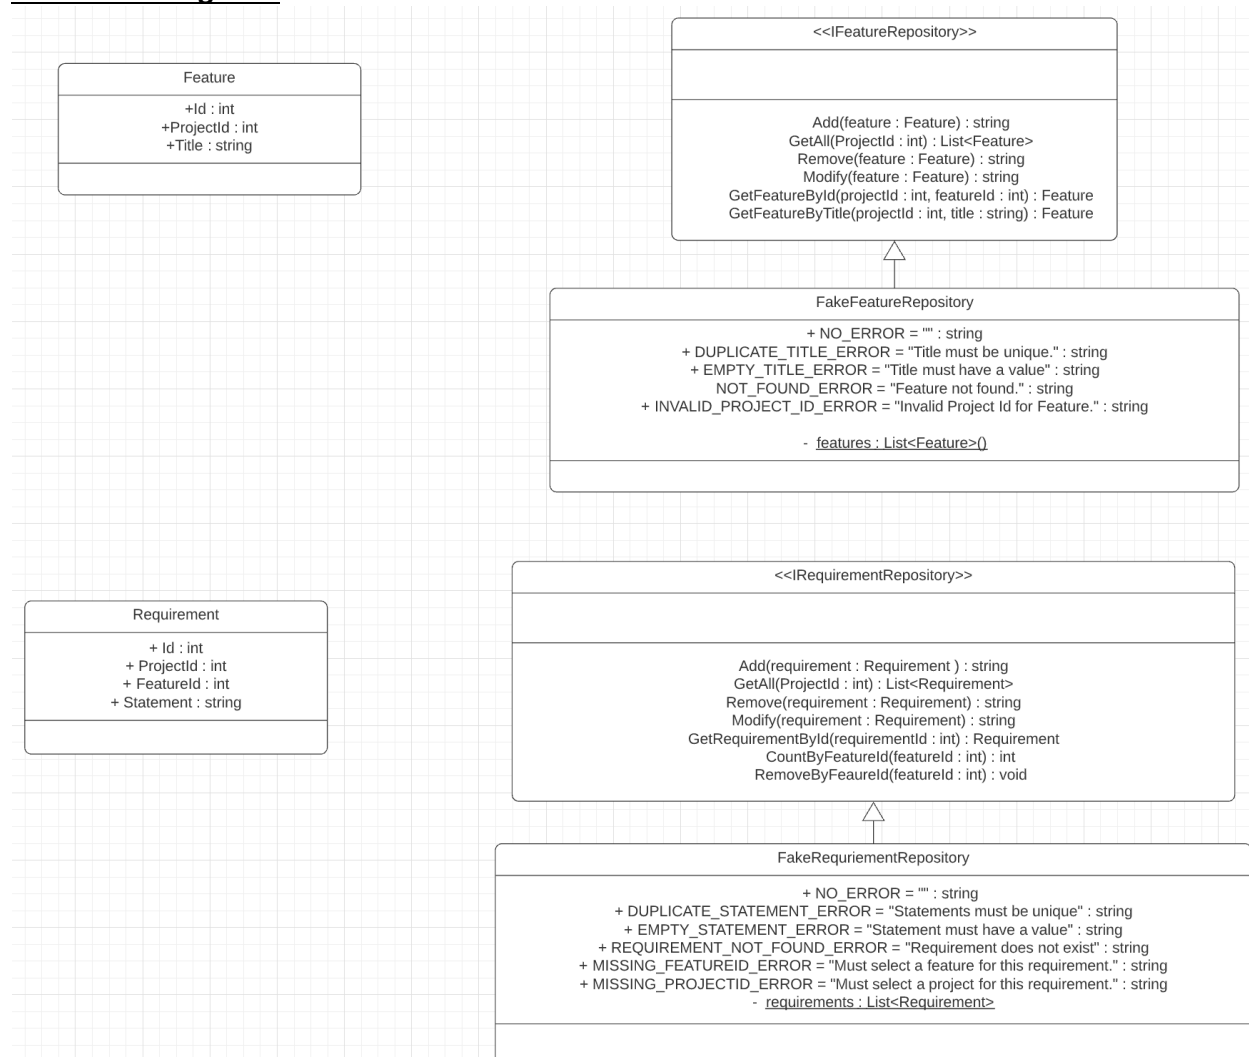 <<IFeatureRepository>>
Feature
+Id : int
+ProjectId : int
+Title : string
Add(feature : Feature) : string
GetAll(ProjectId : int) : List<Feature>
Remove(feature : Feature) : string
Modify(feature : Feature) : string
GetFeatureById(projectId : int, featureId : int) : Feature
GetFeatureByTitle(projectId : int, title : string) : Feature
FakeFeatureRepository
+ NO_ERROR = "" : string
+ DUPLICATE_TITLE_ERROR = "Title must be unique." : string
+ EMPTY_TITLE_ERROR = "Title must have a value" : string
NOT_FOUND_ERROR = "Feature not found." : string
+ INVALID_PROJECT_ID_ERROR = "Invalid Project Id for Feature." : string
- features : List<Feature>()
<<IRequirementRepository>>
Requirement
+ Id : int
+ ProjectId : int
+ FeatureId : int
+ Statement : string
Add(requirement : Requirement ) : string
GetAll(ProjectId : int) : List<Requirement>
Remove(requirement : Requirement) : string
Modify(requirement : Requirement) : string
GetRequirementById(requirementId : int) : Requirement
CountByFeatureId(featureId : int) : int
RemoveByFeaureId(featureId : int) : void
FakeRequriementRepository
+ NO_ERROR = "" : string
+ DUPLICATE_STATEMENT_ERROR = "Statements must be unique" : string
+ EMPTY_STATEMENT_ERROR = "Statement must have a value" : string
+ REQUIREMENT_NOT_FOUND_ERROR = "Requirement does not exist" : string
+ MISSING_FEATUREID_ERROR = "Must select a feature for this requirement." : string
+ MISSING_PROJECTID_ERROR = "Must select a project for this requirement." : string
- requirements : List<Requirement>